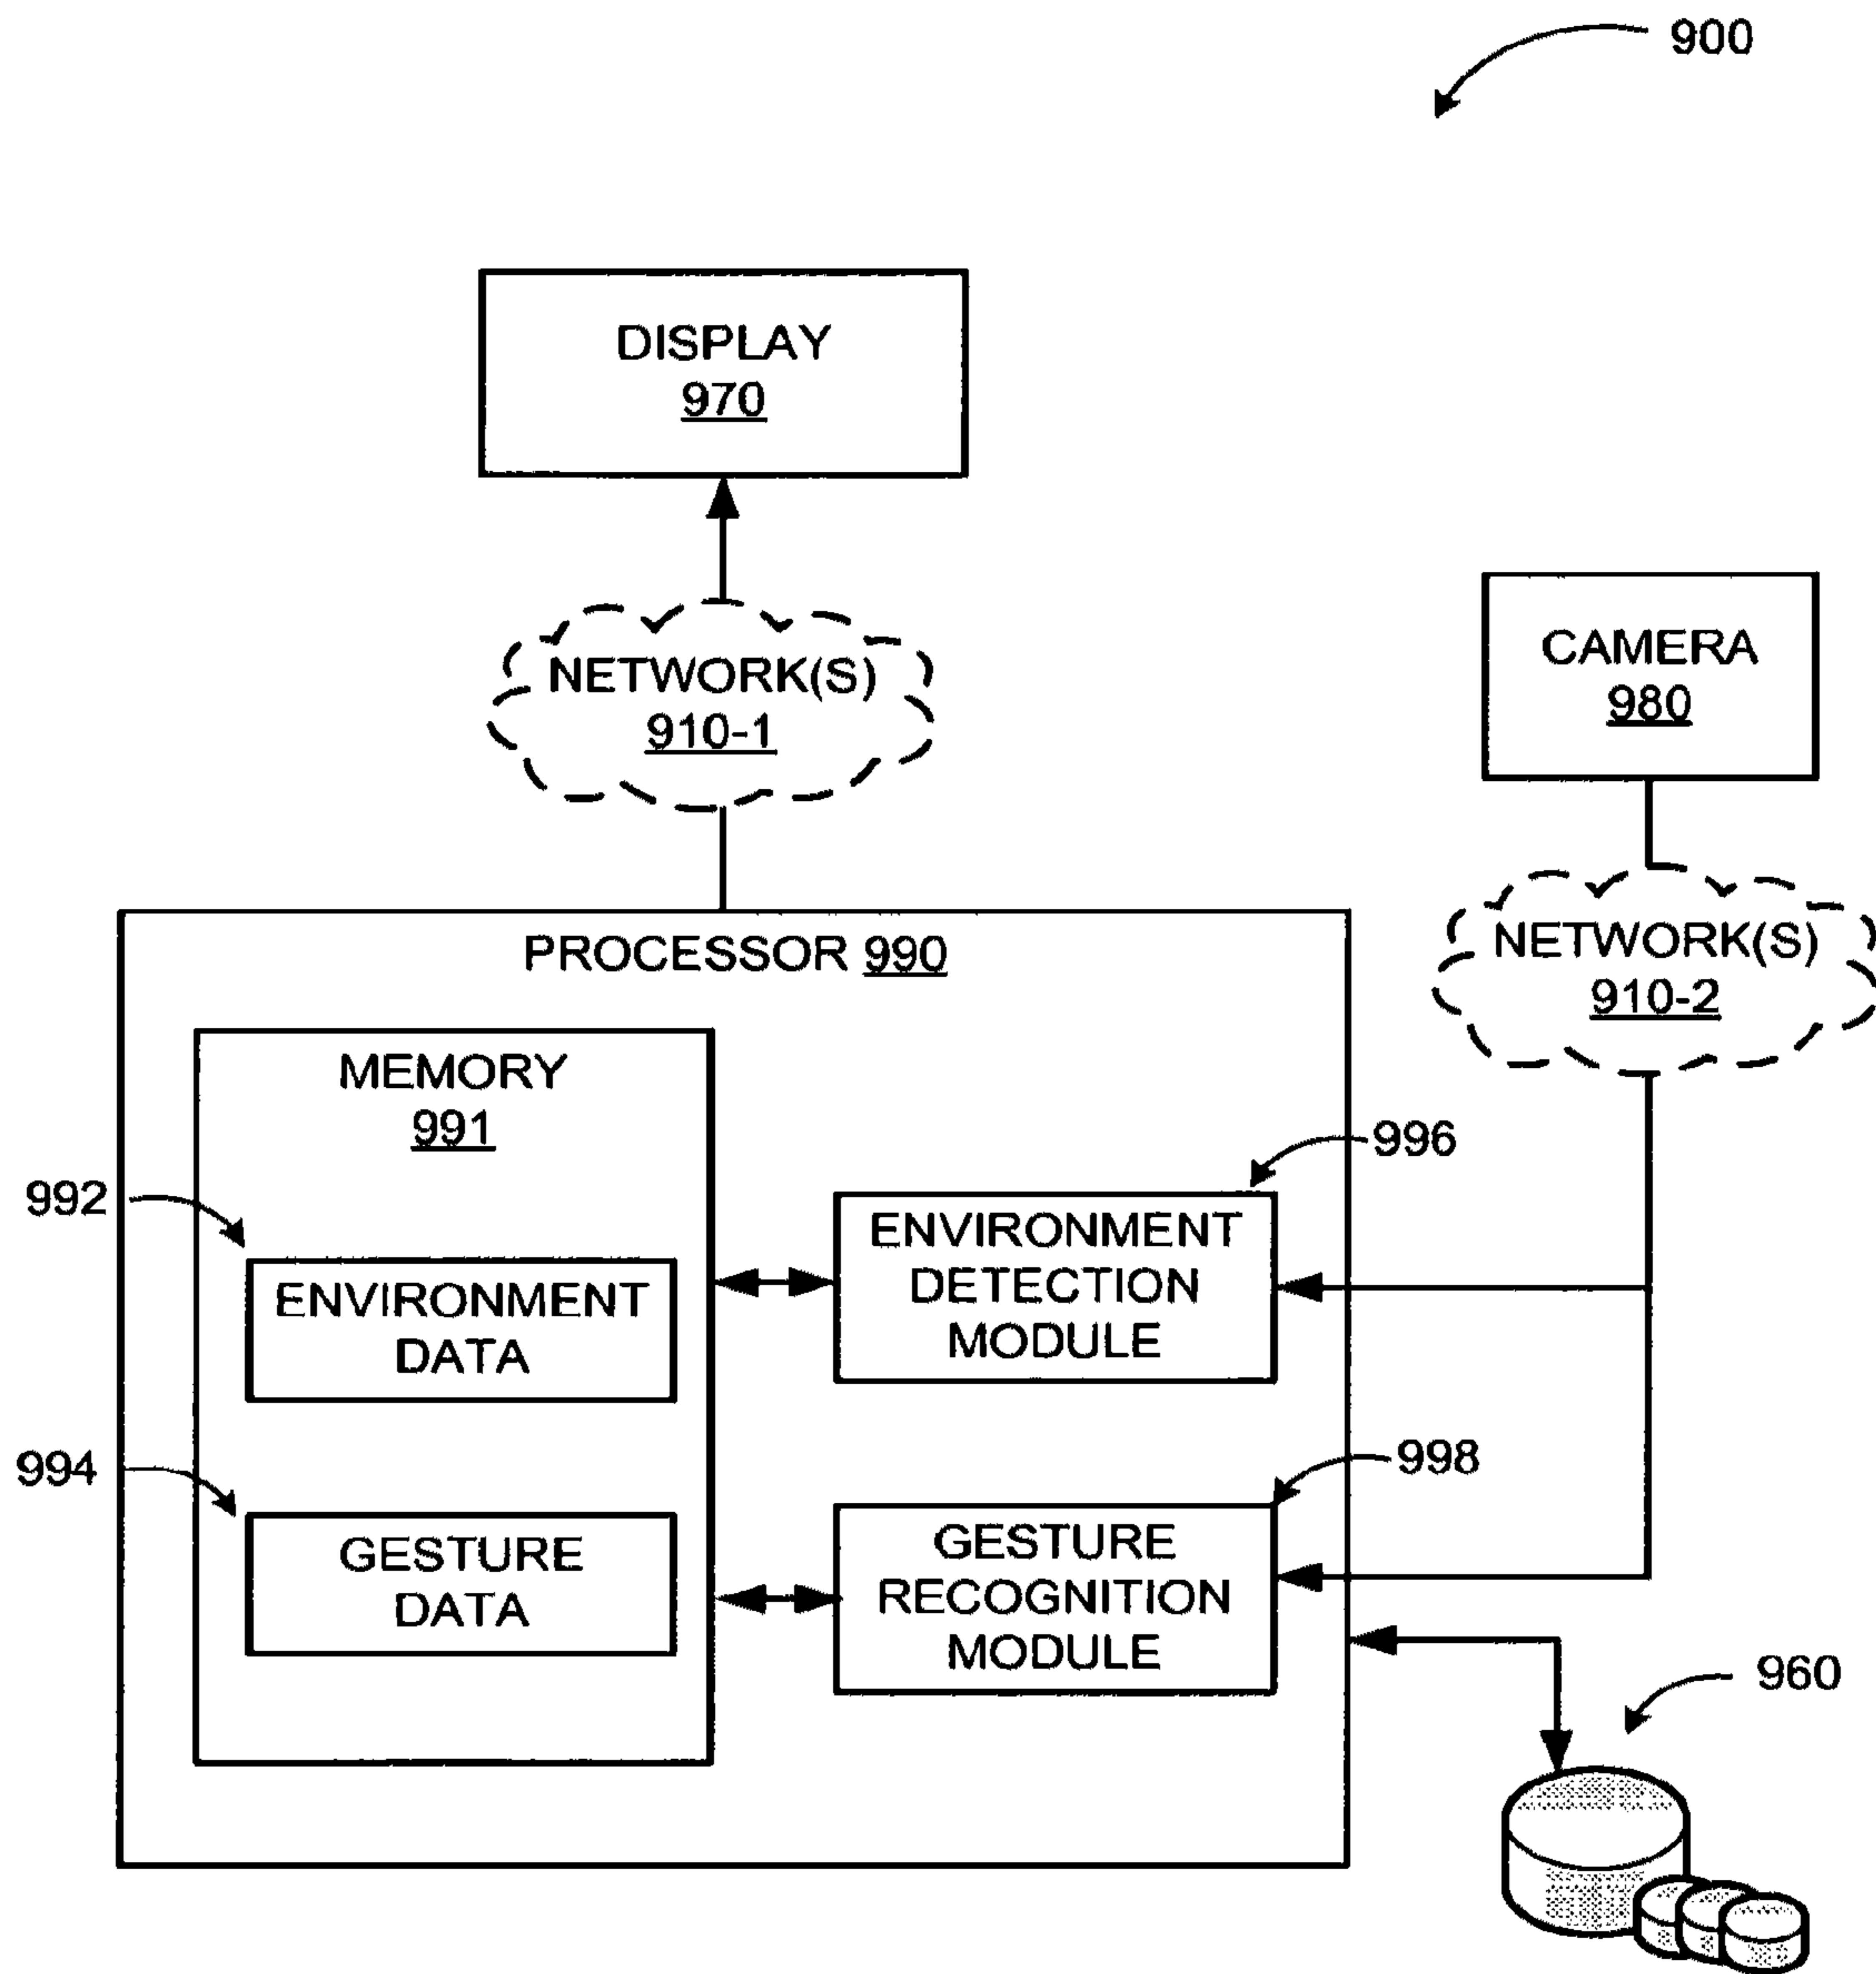 900
DISPLAY
970
NETWORK(S)
910-1
CAMERA
980
NETWORK(S)
910-2
PROCESSOR 990
MEMORY
991
992
ENVIRONMENT
DATA
994
GESTURE
DATA
996
ENVIRONMENT
DETECTION
MODULE
998
GESTURE
RECOGNITION
MODULE
960